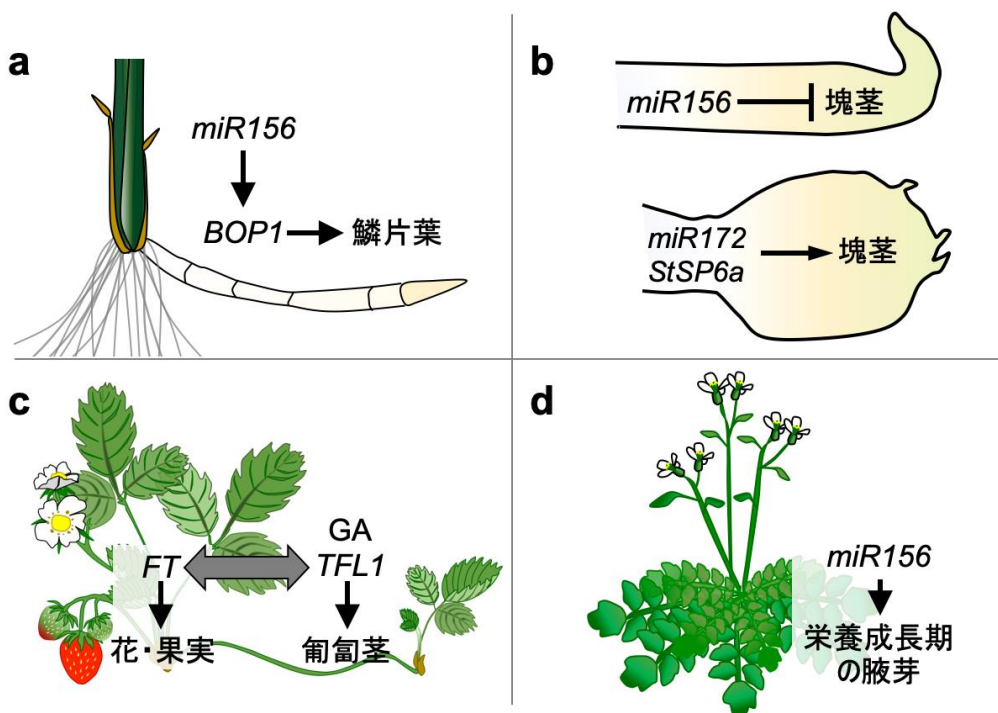 a
miR156
BOP1
鱗片葉
b
miR156
塊茎
miR172
StSP6a
塊茎
c
FT
GA
TFL1
花・果実
匍匐茎
d
miR156
栄養成長期
の腋芽